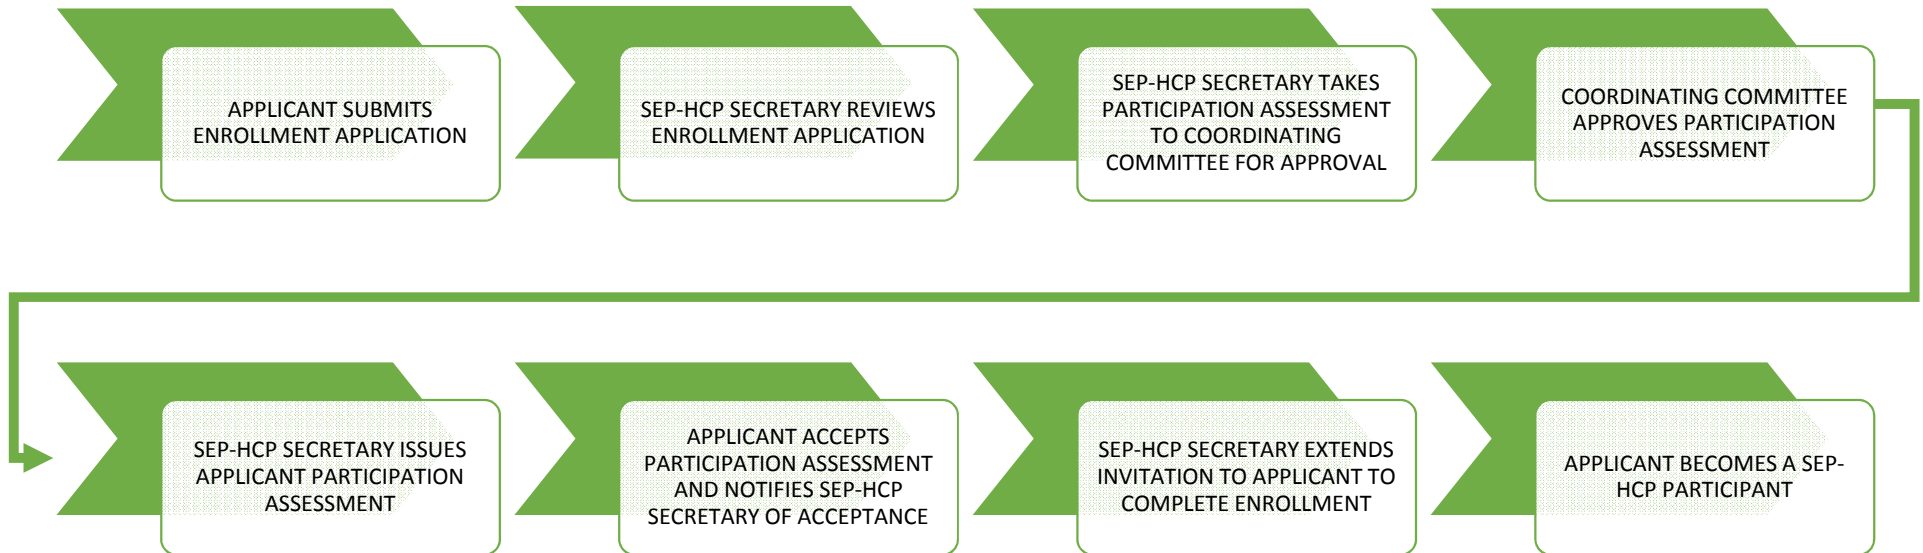 APPLICANT SUBMITS
ENROLLMENT APPLICATION
SEP-HCP SECRETARY REVIEWS
ENROLLMENT APPLICATION
SEP-HCP SECRETARY TAKES
PARTICIPATION ASSESSMENT
TO COORDINATING
COMMITTEE FOR APPROVAL
COORDINATING COMMITTEE
APPROVES PARTICIPATION
ASSESSMENT
SEP-HCP SECRETARY ISSUES
APPLICANT PARTICIPATION
ASSESSMENT
APPLICANT ACCEPTS
PARTICIPATION ASSESSMENT
AND NOTIFIES SEP-HCP
SECRETARY OF ACCEPTANCE
SEP-HCP SECRETARY EXTENDS
INVITATION TO APPLICANT TO
COMPLETE ENROLLMENT
APPLICANT BECOMES A SEP-
HCP PARTICIPANT